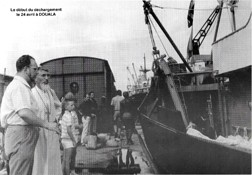 Le début du déchargement
le 24 avril à DOUALA